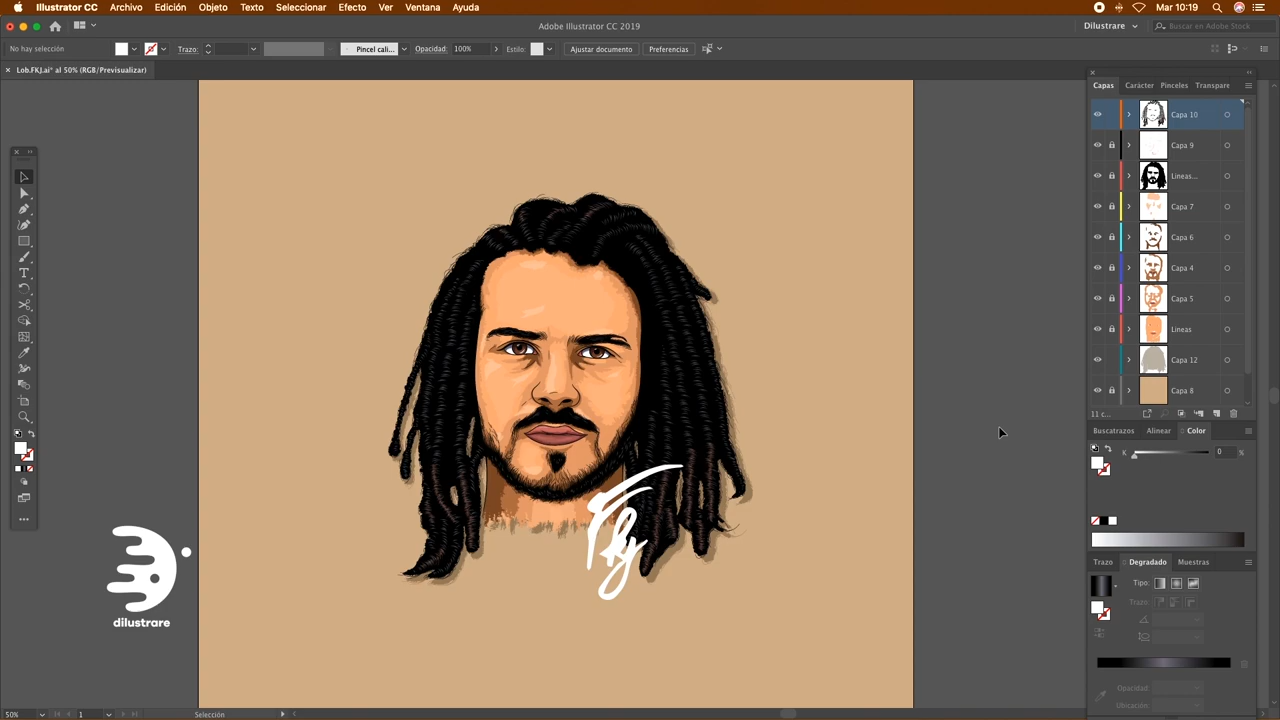 Illustrator CC Archivo Edición Objeto Texto Seleccionar Efecto Ver Ventana Ayuda Mar 10:19
Adobe Illustrator CC 2019 Dilustrare Buscar en Adobe Stock
No hay selección Trazo: Pincel cali... Opacidad: 100% Estilo: Ajustar documento Preferencias
Lob.FKJ.ai* al 50% (RGB/Previsualizar)
Capas Carácter Pinceles Transpare
Capa 10
Capa 9
Lineas...
Capa 7
Capa 6
Capa 4
Capa 5
Lineas
Capa 12
Capa 8
11 c...
Buscatrazos Alinear Color
K 0 %
Fkj
dilustrare
Trazo Degradado Muestras
Tipo:
Trazo:
Opacidad:
Ubicación:
50% 1 Selección